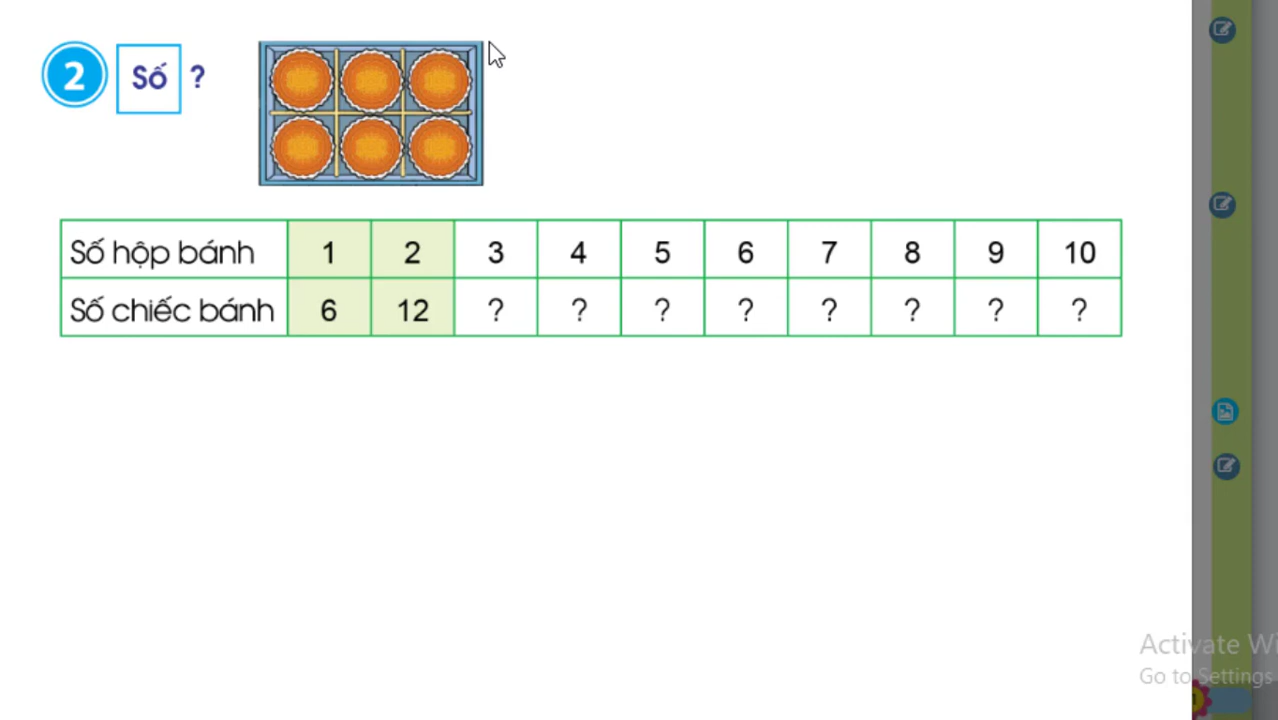 2 Số ?
Số hộp bánh 1 2 3 4 5 6 7 8 9 10
Số chiếc bánh 6 12 ? ? ? ? ? ? ? ?
Activate Wi
Go to Settings